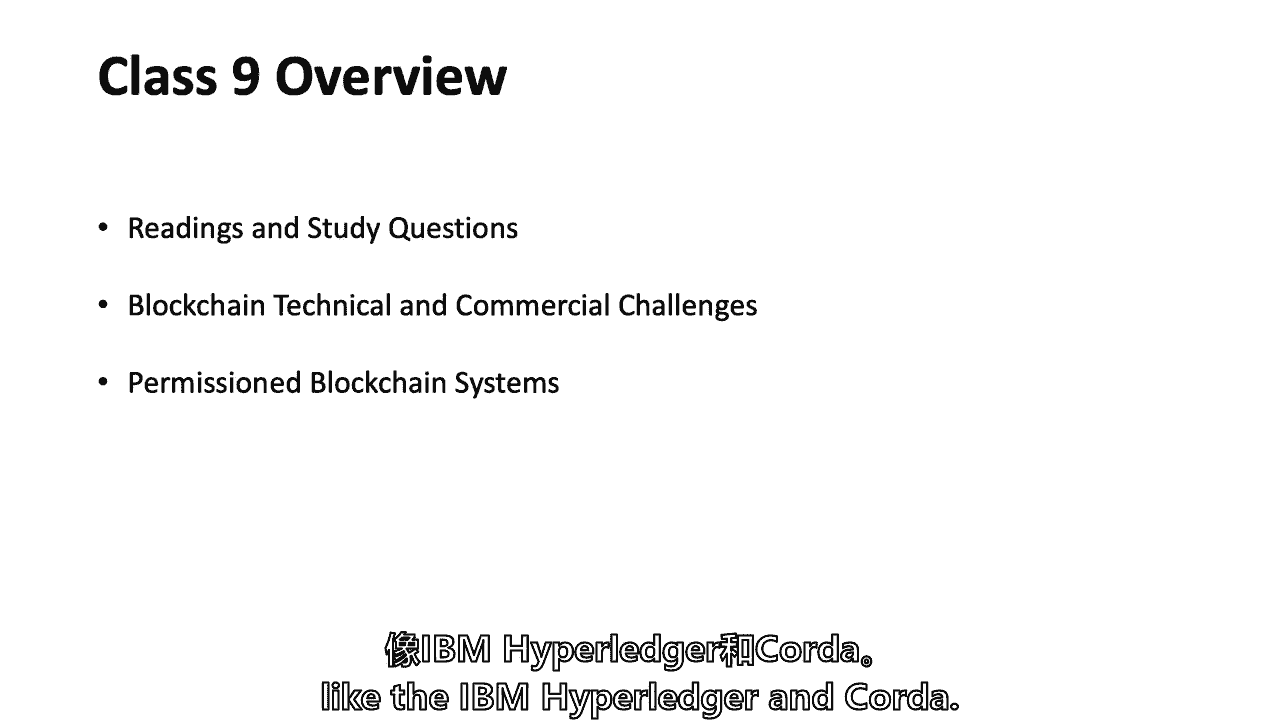 Class 9 Overview
• Readings and Study Questions
• Blockchain Technical and Commercial Challenges
• Permissioned Blockchain Systems
像IBM Hyperledger和Corda。
like the IBM Hyperledger and Corda.